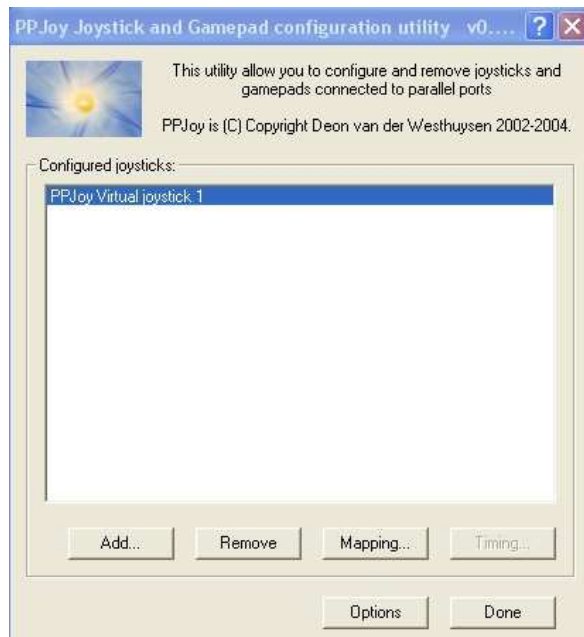 PPJoy Joystick and Gamepad configuration utility v0....
This utility allow you to configure and remove joysticks and
gamepads connected to parallel ports
PPJoy is (C) Copyright Deon van der Westhuysen 2002-2004.
Configured joysticks:
PPJoy Virtual joystick 1
Add... Remove Mapping... Timing...
Options Done